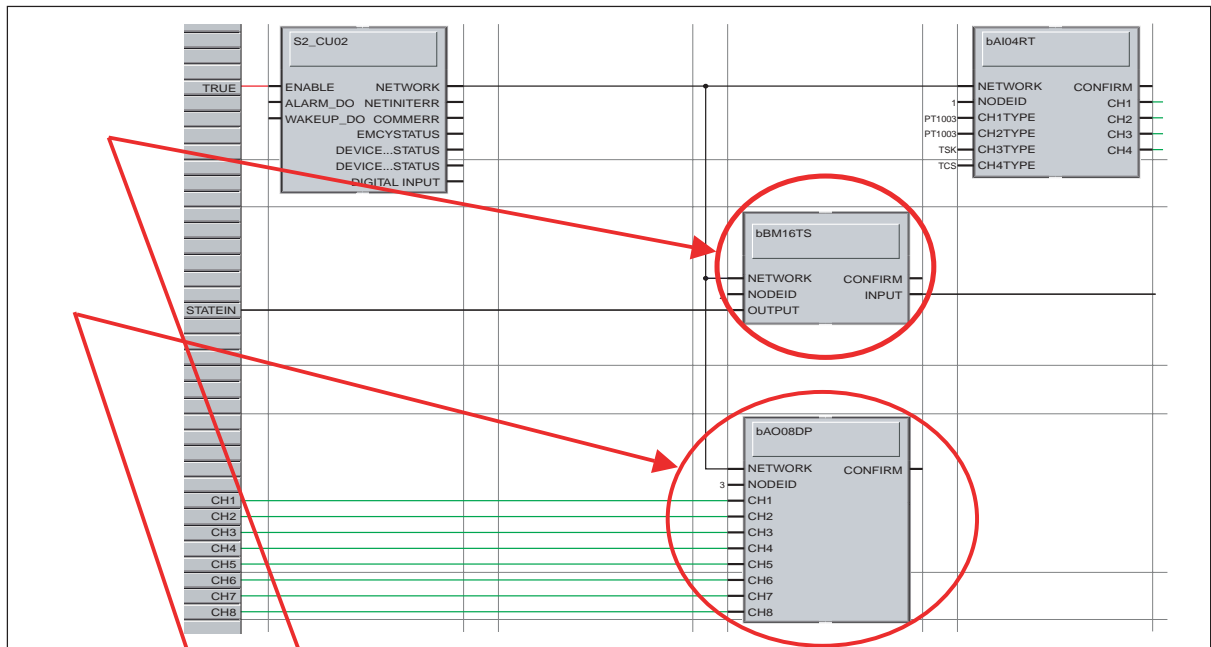 S2_CU02
TRUE
ENABLE NETWORK
ALARM_DO NETINITERR
WAKEUP_DO COMMERR
EMCYSTATUS
DEVICE...STATUS
DEVICE...STATUS
DIGITAL INPUT
bAI04RT
NETWORK CONFIRM
1 NODEID CH1
PT1003 CH1TYPE CH2
PT1003 CH2TYPE CH3
TSK CH3TYPE CH4
TCS CH4TYPE
bBM16TS
NETWORK CONFIRM
NODEID INPUT
STATEIN OUTPUT
bAO08DP
NETWORK CONFIRM
3 NODEID
CH1 CH1
CH2 CH2
CH3 CH3
CH4 CH4
CH5 CH5
CH6 CH6
CH7 CH7
CH8 CH8